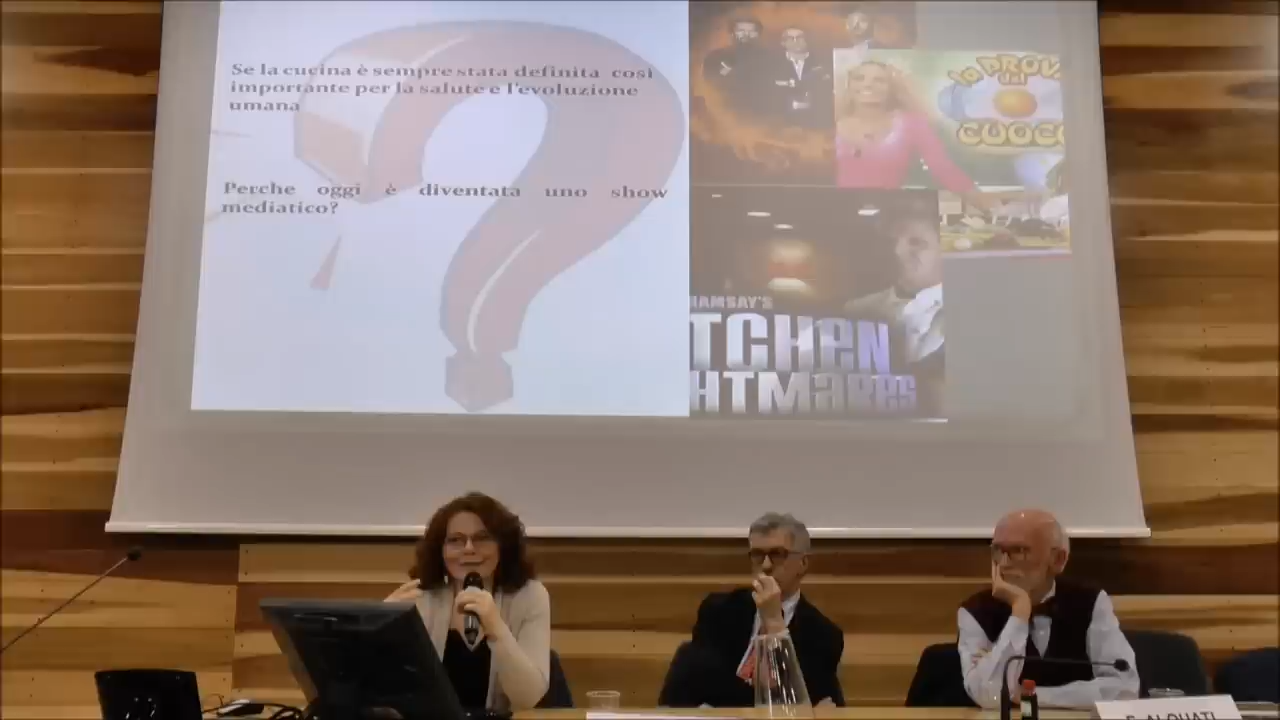 Se la cucina è sempre stata definita così
importante per la salute e l'evoluzione
umana
Perche oggi è diventata uno show
mediatico?
la PROVA
del
CUOCO
RAMSAY'S
TCHEN
HTMARES
ALQUATI